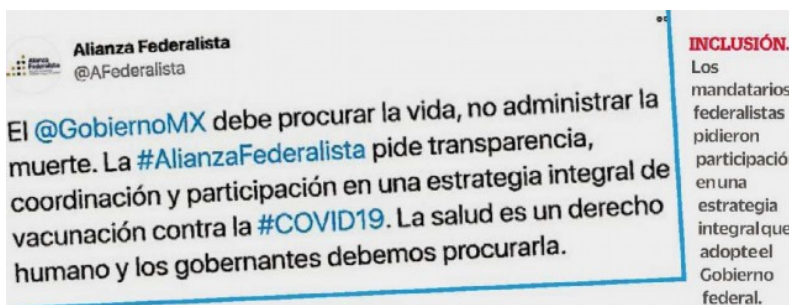 Alianza Federalista
@AFederalista
El @GobiernoMX debe procurar la vida, no administrar la
muerte. La #AlianzaFederalista pide transparencia,
coordinación y participación en una estrategia integral de
vacunación contra la #COVID19. La salud es un derecho
humano y los gobernantes debemos procurarla.
INCLUSIÓN.
Los
mandatarios
federalistas
pidieron
participació
en una
estrategia
integral que
adopte el
Gobierno
federal.